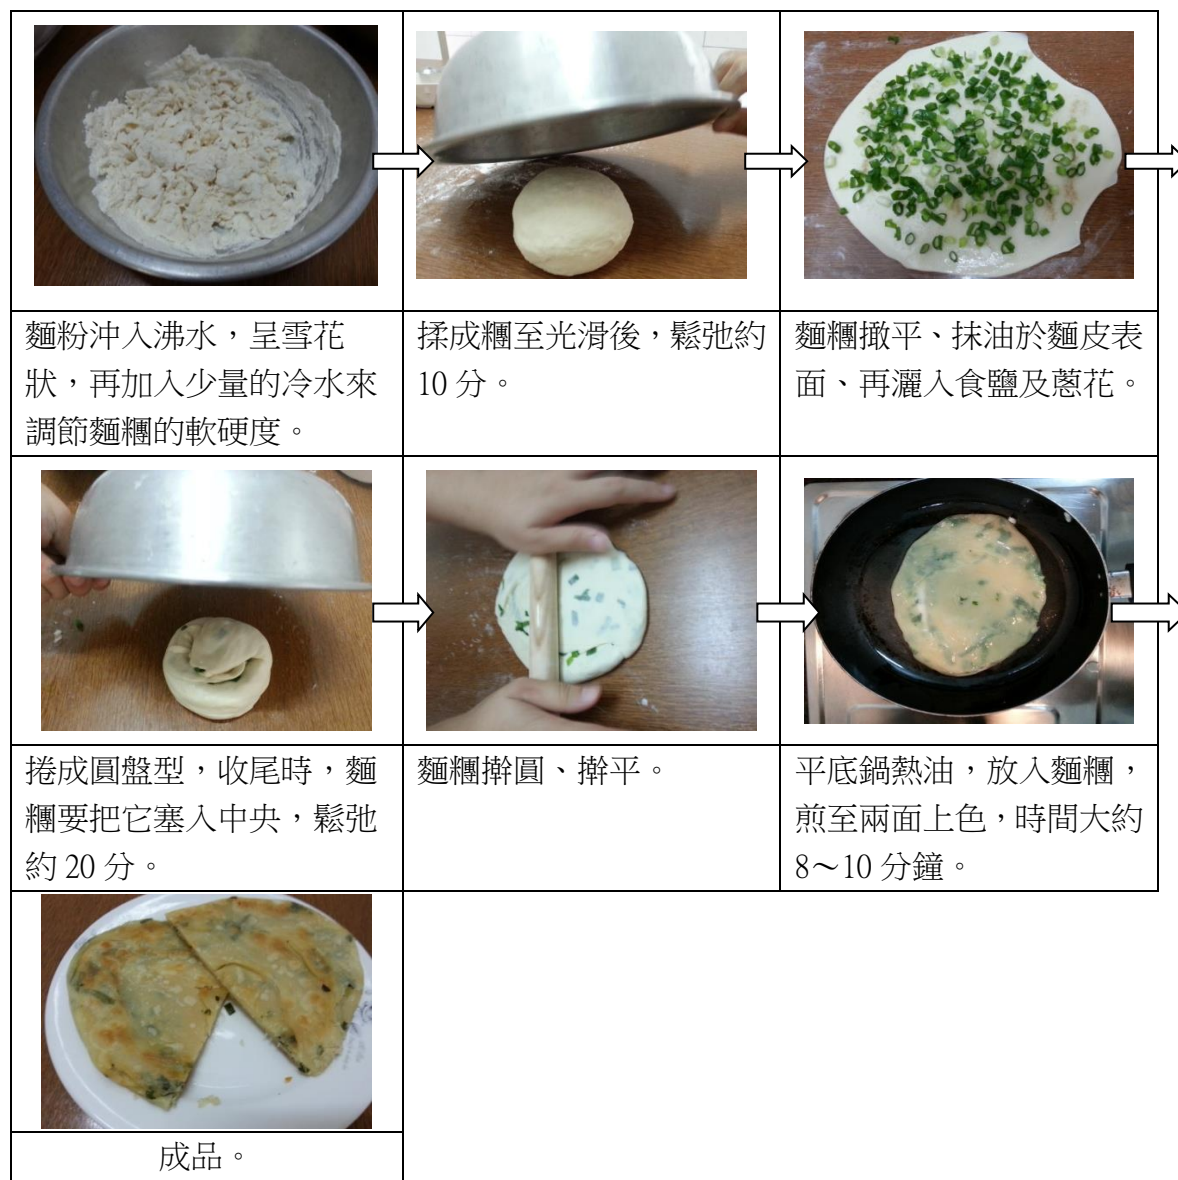 麵粉沖入沸水，呈雪花
狀，再加入少量的冷水來
調節麵糰的軟硬度。
揉成糰至光滑後，鬆弛約
10 分。
麵糰撖平、抹油於麵皮表
面、再灑入食鹽及蔥花。
捲成圓盤型，收尾時，麵
糰要把它塞入中央，鬆弛
約 20 分。
麵糰擀圓、擀平。
平底鍋熱油，放入麵糰，
煎至兩面上色，時間大約
8～10 分鐘。
成品。